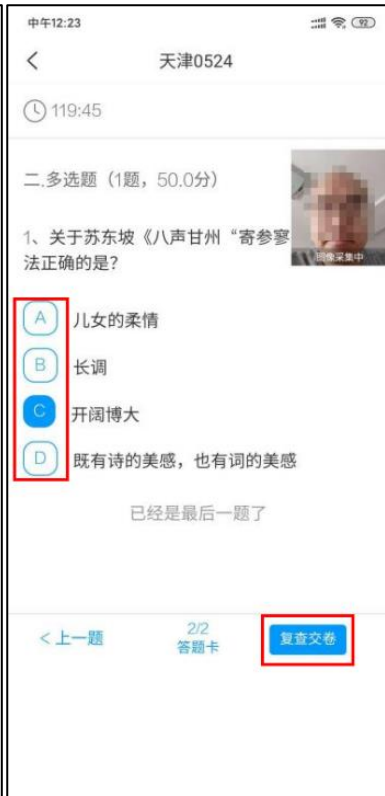 中午12:23
92
天津0524
119:45
二.多选题（1题，50.0分）
1、关于苏东坡《八声甘州“寄参寥
法正确的是？
图像采集中
A 儿女的柔情
B 长调
C 开阔博大
D 既有诗的美感，也有词的美感
已经是最后一题了
<上一题
2/2
答题卡
复查交卷